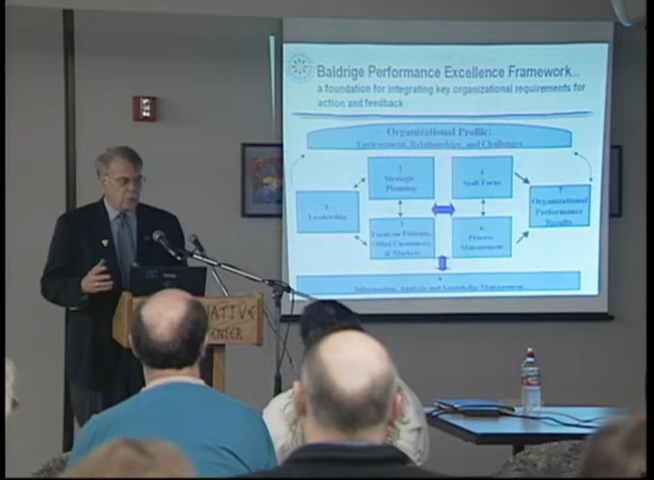 Baldrige Performance Excellence Framework...
a foundation for integrating key organizational requirements for
action and feedback
Organizational Profile:
Environment, Relationships, and Challenges
2
Strategic
Planning
5
Staff Focus
7
Organizational
Performance
Results
1
Leadership
3
Focus on Patients,
Other Customers,
& Markets
6
Process
Management
4
Information, Analysis and Knowledge Management
NATIVE
CENTER